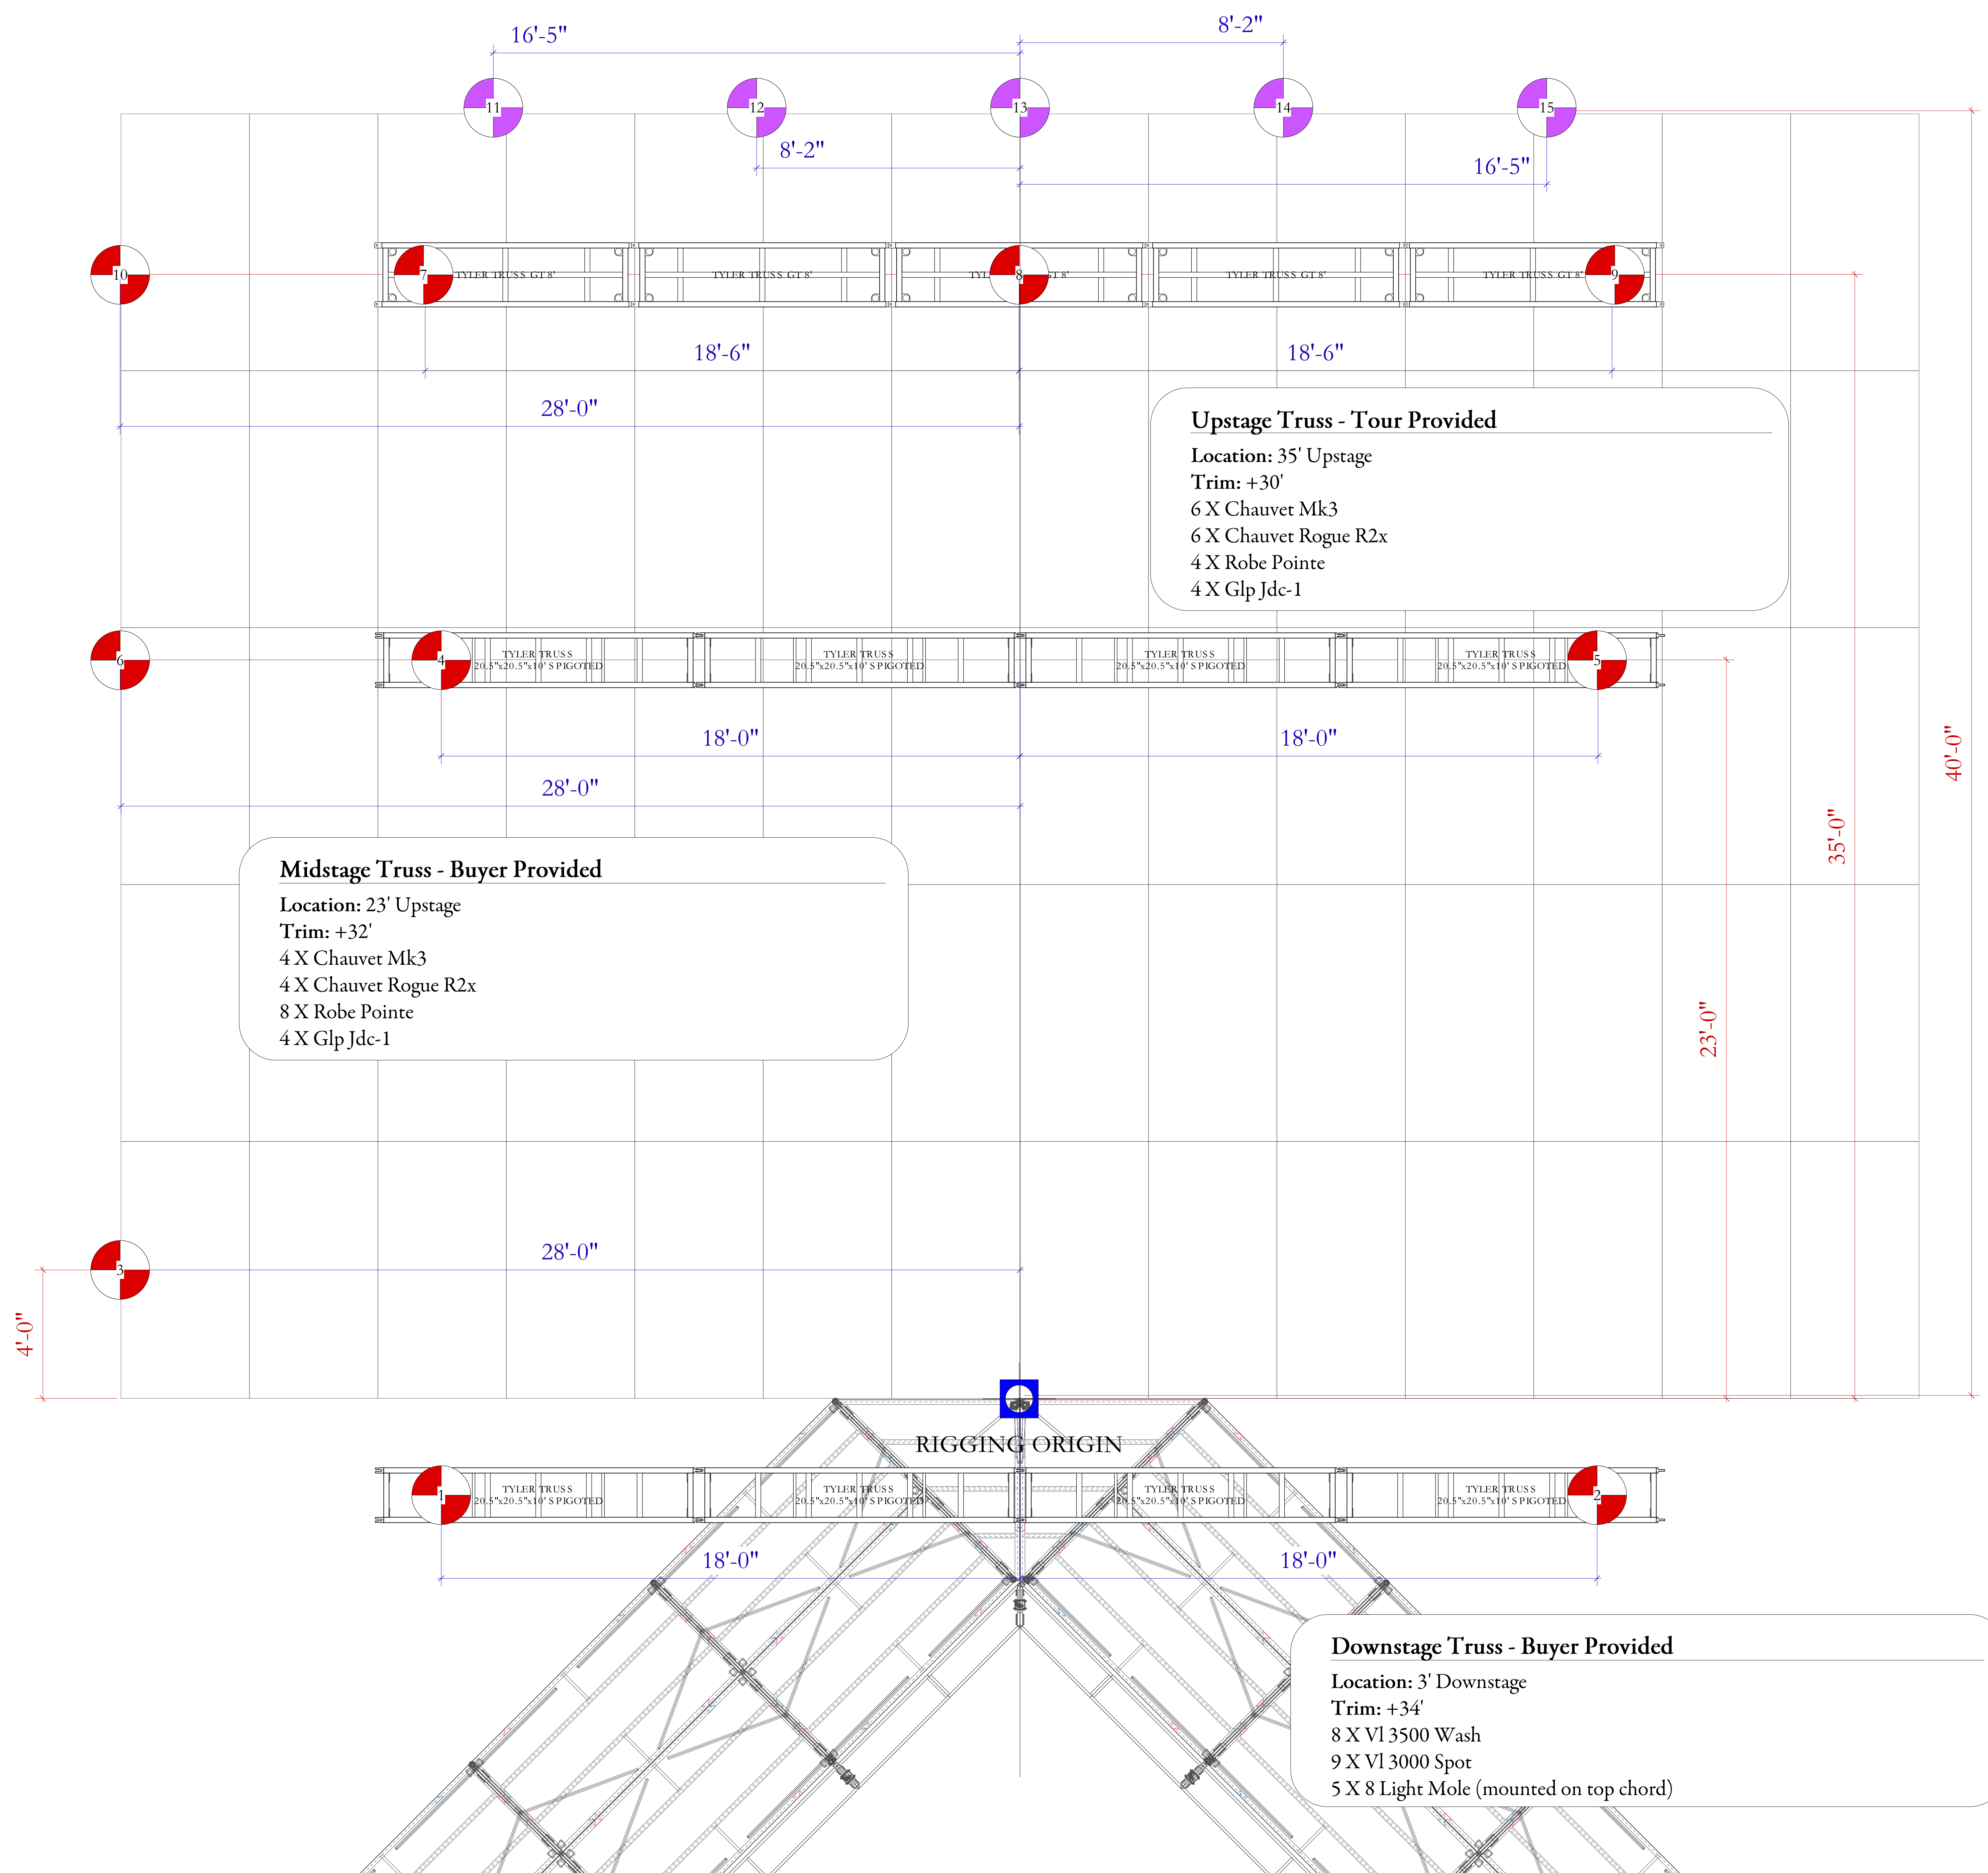 16'-5"
8'-2"
11
12
13
14
15
8'-2"
16'-5"
10
7
TYLER TRUSS GT 8'
TYLER TRUSS GT 8'
8
GT 8'
TYLER TRUSS GT 8'
TYLER TRUSS GT 8'
9
18'-6"
18'-6"
28'-0"
Upstage Truss - Tour Provided
Location: 35' Upstage
Trim: +30'
6 X Chauvet Mk3
6 X Chauvet Rogue R2x
4 X Robe Pointe
4 X Glp Jdc-1
6
4
TYLER TRUSS
20.5"x20.5"x10' SPIGOTED
TYLER TRUSS
20.5"x20.5"x10' SPIGOTED
TYLER TRUSS
20.5"x20.5"x10' SPIGOTED
TYLER TRUSS
20.5"x20.5"x10' SPIGOTED
5
18'-0"
18'-0"
28'-0"
40'-0"
35'-0"
23'-0"
Midstage Truss - Buyer Provided
Location: 23' Upstage
Trim: +32'
4 X Chauvet Mk3
4 X Chauvet Rogue R2x
8 X Robe Pointe
4 X Glp Jdc-1
3
28'-0"
4'-0"
RIGGING ORIGIN
1
TYLER TRUSS
20.5"x20.5"x10' SPIGOTED
TYLER TRUSS
20.5"x20.5"x10' SPIGOTED
TYLER TRUSS
20.5"x20.5"x10' SPIGOTED
TYLER TRUSS
20.5"x20.5"x10' SPIGOTED
2
18'-0"
18'-0"
Downstage Truss - Buyer Provided
Location: 3' Downstage
Trim: +34'
8 X Vl 3500 Wash
9 X Vl 3000 Spot
5 X 8 Light Mole (mounted on top chord)